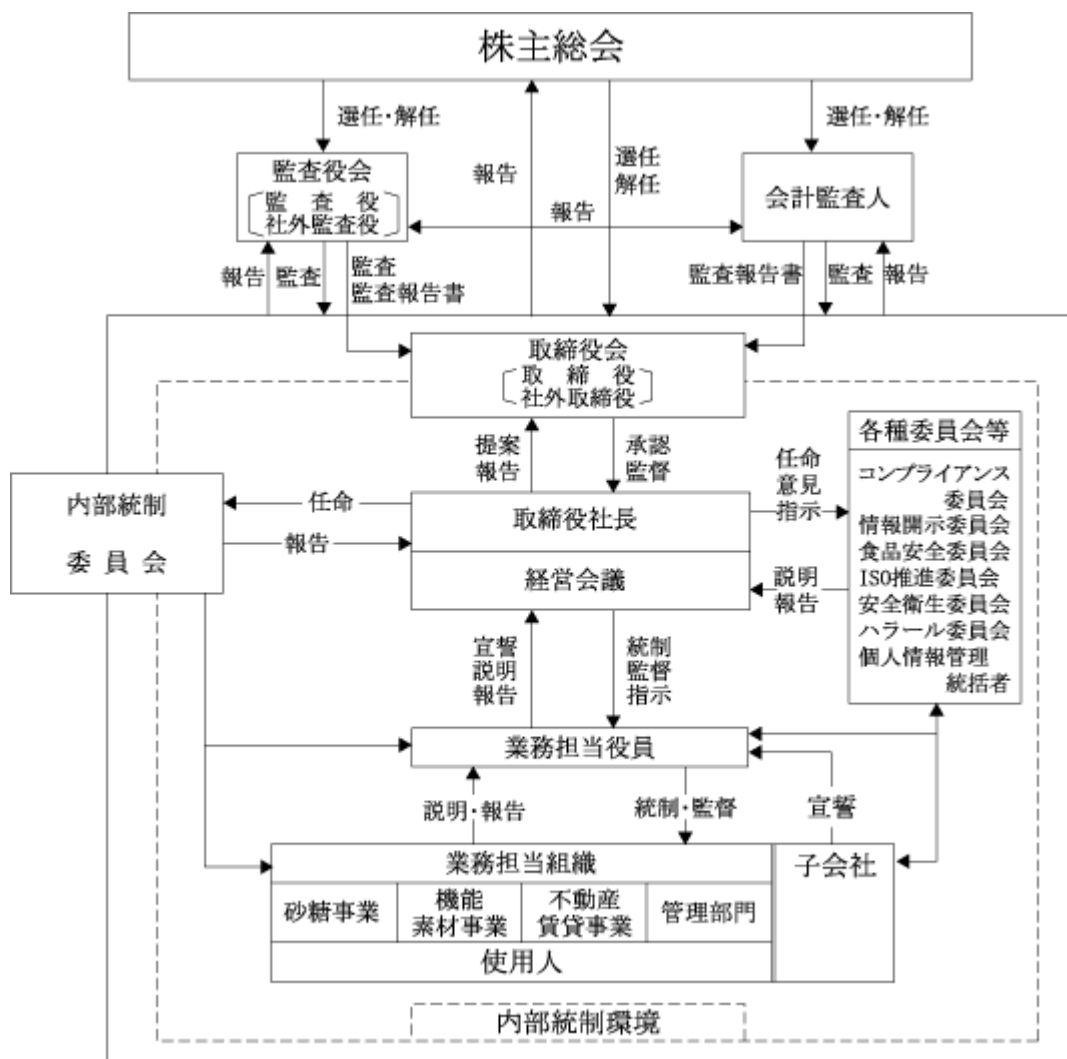 株主総会
選任・解任
報告
選任
解任
選任・解任
監査役会
監査役
社外監査役
報告
会計監査人
報告
監査
監査
監査報告書
監査報告書
監査
報告
取締役会
取締役
社外取締役
提案
報告
承認
監督
任命
意見
指示
各種委員会等
コンプライアンス
委員会
情報開示委員会
食品安全委員会
ISO推進委員会
安全衛生委員会
ハラール委員会
個人情報管理
統括者
内部統制
委員会
任命
報告
取締役社長
経営会議
説明
報告
宣誓
説明
報告
統制
監督
指示
業務担当役員
説明・報告
統制・監督
宣誓
業務担当組織
子会社
砂糖事業
機能
素材事業
不動産
賃貸事業
管理部門
使用人
内部統制環境